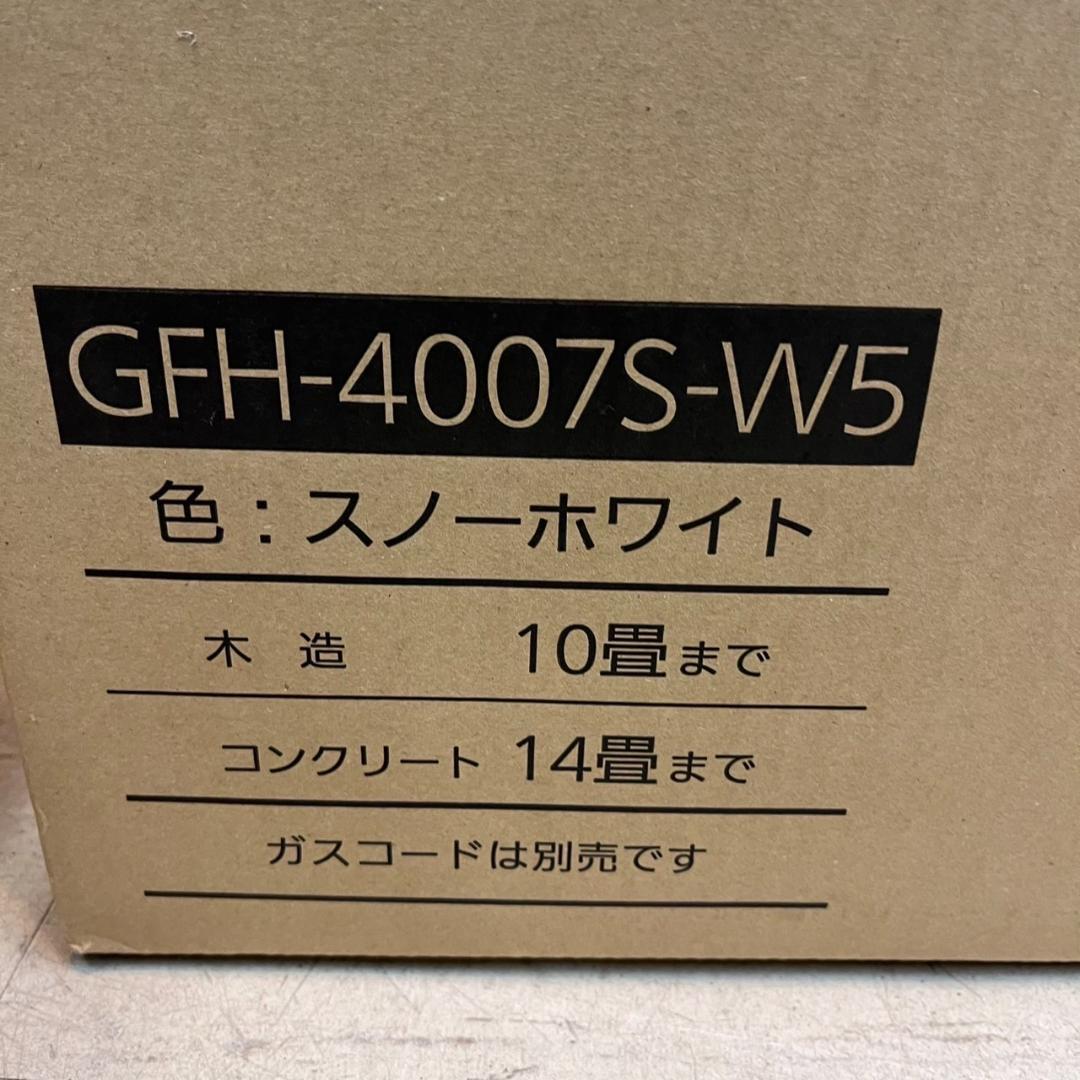 GFH-4007S-W5
色:スノーホワイト
木 造 10畳まで
コンクリート 14畳まで
ガスコードは別売です